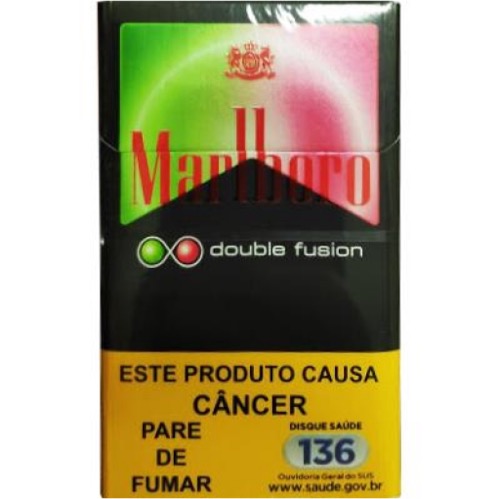 Marlboro
double fusion
ESTE PRODUTO CAUSA
CÂNCER
PARE
DE
FUMAR
DISQUE SAÚDE
136
Ouvidoria Geral do SUS
www.saude.gov.br